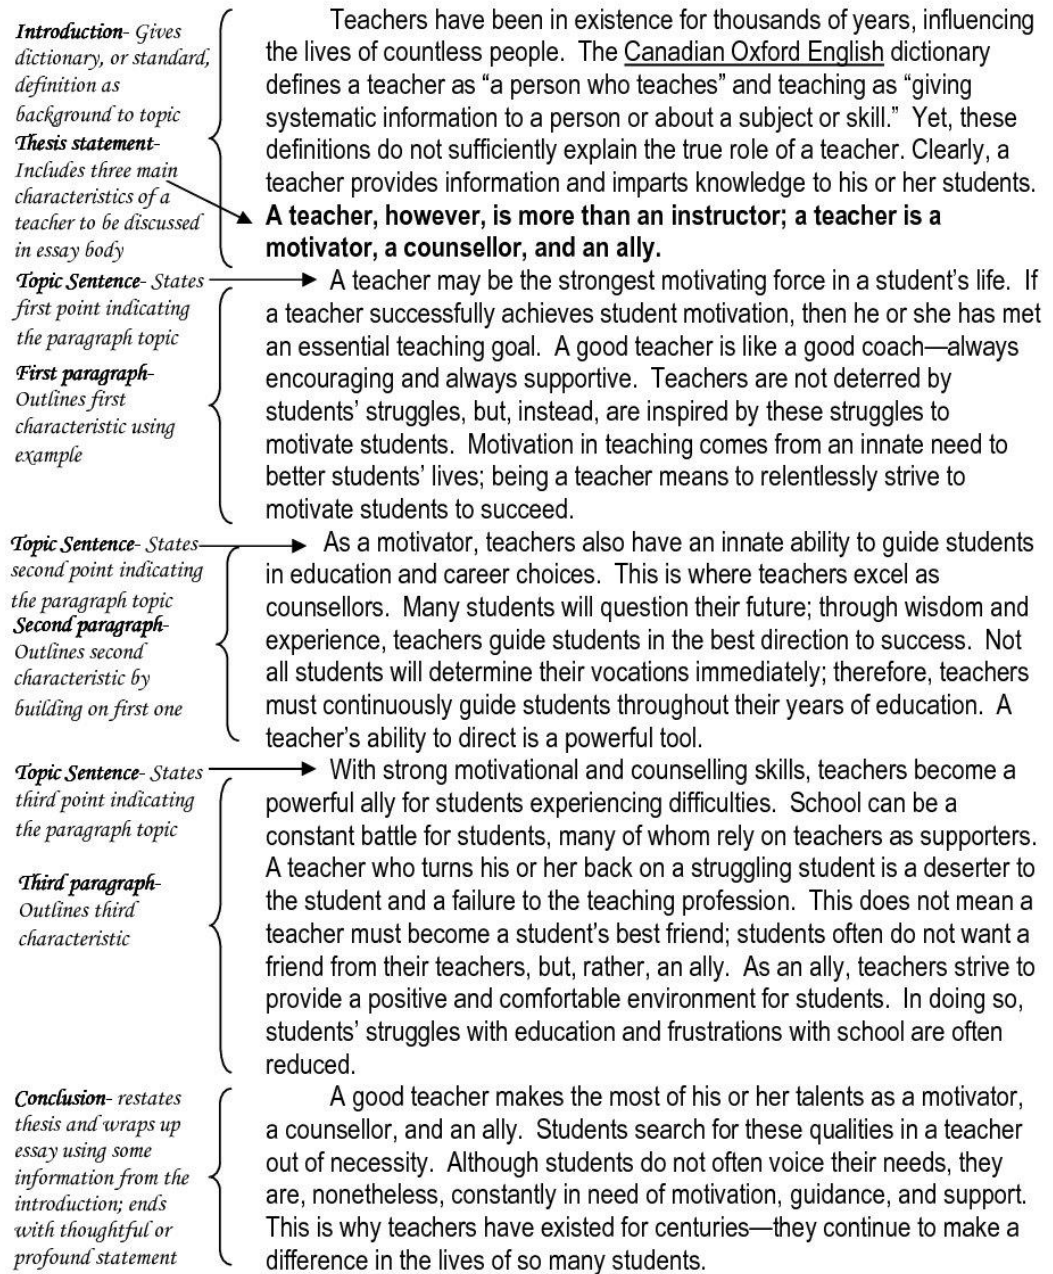 Introduction- Gives
dictionary, or standard,
definition as
background to topic
Thesis statement-
Includes three main
characteristics of a
teacher to be discussed
in essay body
Teachers have been in existence for thousands of years, influencing
the lives of countless people. The Canadian Oxford English dictionary
defines a teacher as “a person who teaches” and teaching as “giving
systematic information to a person or about a subject or skill.” Yet, these
definitions do not sufficiently explain the true role of a teacher. Clearly, a
teacher provides information and imparts knowledge to his or her students.
A teacher, however, is more than an instructor; a teacher is a
motivator, a counsellor, and an ally.
Topic Sentence- States
first point indicating
the paragraph topic
First paragraph-
Outlines first
characteristic using
example
A teacher may be the strongest motivating force in a student’s life. If
a teacher successfully achieves student motivation, then he or she has met
an essential teaching goal. A good teacher is like a good coach—always
encouraging and always supportive. Teachers are not deterred by
students’ struggles, but, instead, are inspired by these struggles to
motivate students. Motivation in teaching comes from an innate need to
better students’ lives; being a teacher means to relentlessly strive to
motivate students to succeed.
Topic Sentence- States
second point indicating
the paragraph topic
Second paragraph-
Outlines second
characteristic by
building on first one
As a motivator, teachers also have an innate ability to guide students
in education and career choices. This is where teachers excel as
counsellors. Many students will question their future; through wisdom and
experience, teachers guide students in the best direction to success. Not
all students will determine their vocations immediately; therefore, teachers
must continuously guide students throughout their years of education. A
teacher’s ability to direct is a powerful tool.
Topic Sentence- States
third point indicating
the paragraph topic
Third paragraph-
Outlines third
characteristic
With strong motivational and counselling skills, teachers become a
powerful ally for students experiencing difficulties. School can be a
constant battle for students, many of whom rely on teachers as supporters.
A teacher who turns his or her back on a struggling student is a deserter to
the student and a failure to the teaching profession. This does not mean a
teacher must become a student’s best friend; students often do not want a
friend from their teachers, but, rather, an ally. As an ally, teachers strive to
provide a positive and comfortable environment for students. In doing so,
students’ struggles with education and frustrations with school are often
reduced.
Conclusion- restates
thesis and wraps up
essay using some
information from the
introduction; ends
with thoughtful or
profound statement
A good teacher makes the most of his or her talents as a motivator,
a counsellor, and an ally. Students search for these qualities in a teacher
out of necessity. Although students do not often voice their needs, they
are, nonetheless, constantly in need of motivation, guidance, and support.
This is why teachers have existed for centuries—they continue to make a
difference in the lives of so many students.